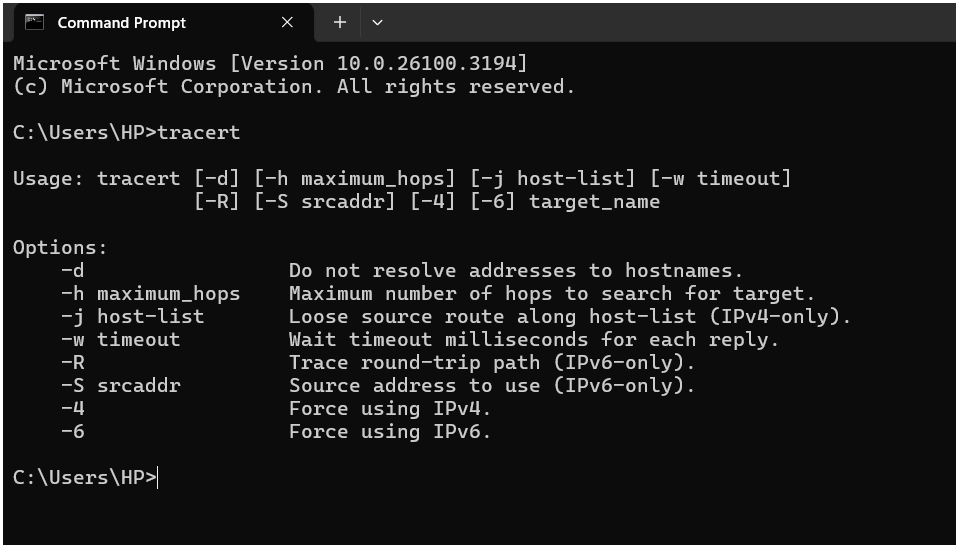 Command Prompt
Microsoft Windows [Version 10.0.26100.3194]
(c) Microsoft Corporation. All rights reserved.
C:\Users\HP>tracert
Usage: tracert [-d] [-h maximum_hops] [-j host-list] [-w timeout]
               [-R] [-S srcaddr] [-4] [-6] target_name
Options:
    -d                 Do not resolve addresses to hostnames.
    -h maximum_hops    Maximum number of hops to search for target.
    -j host-list       Loose source route along host-list (IPv4-only).
    -w timeout         Wait timeout milliseconds for each reply.
    -R                 Trace round-trip path (IPv6-only).
    -S srcaddr         Source address to use (IPv6-only).
    -4                 Force using IPv4.
    -6                 Force using IPv6.
C:\Users\HP>